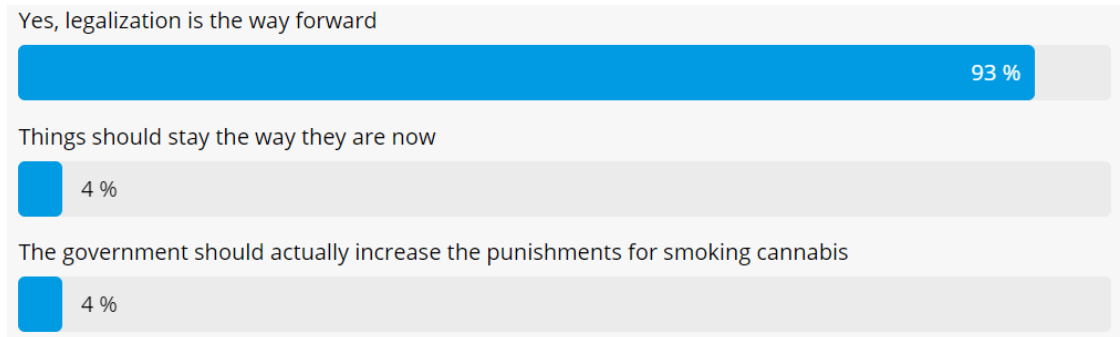 Yes, legalization is the way forward
93 %
Things should stay the way they are now
4 %
The government should actually increase the punishments for smoking cannabis
4 %